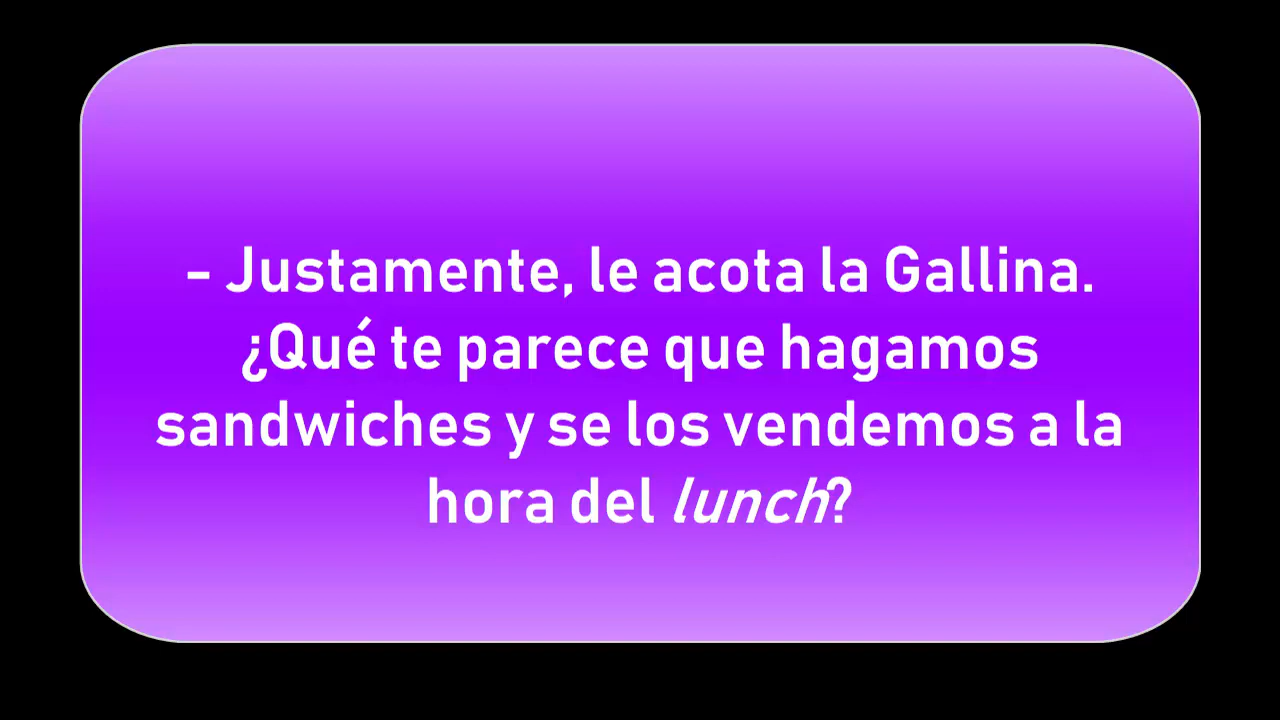 - Justamente, le acota la Gallina.
¿Qué te parece que hagamos
sandwiches y se los vendemos a la
hora del lunch?